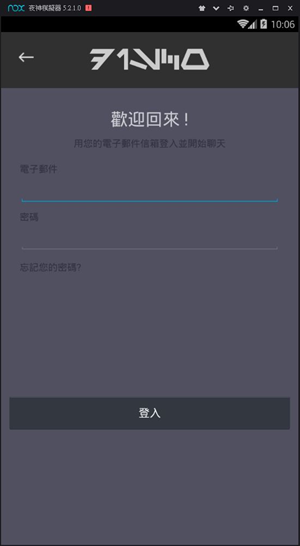 nox 夜神模擬器 5.2.1.0
10:06
歡迎回來！
用您的電子郵件信箱登入並開始聊天
電子郵件
密碼
忘記您的密碼?
登入